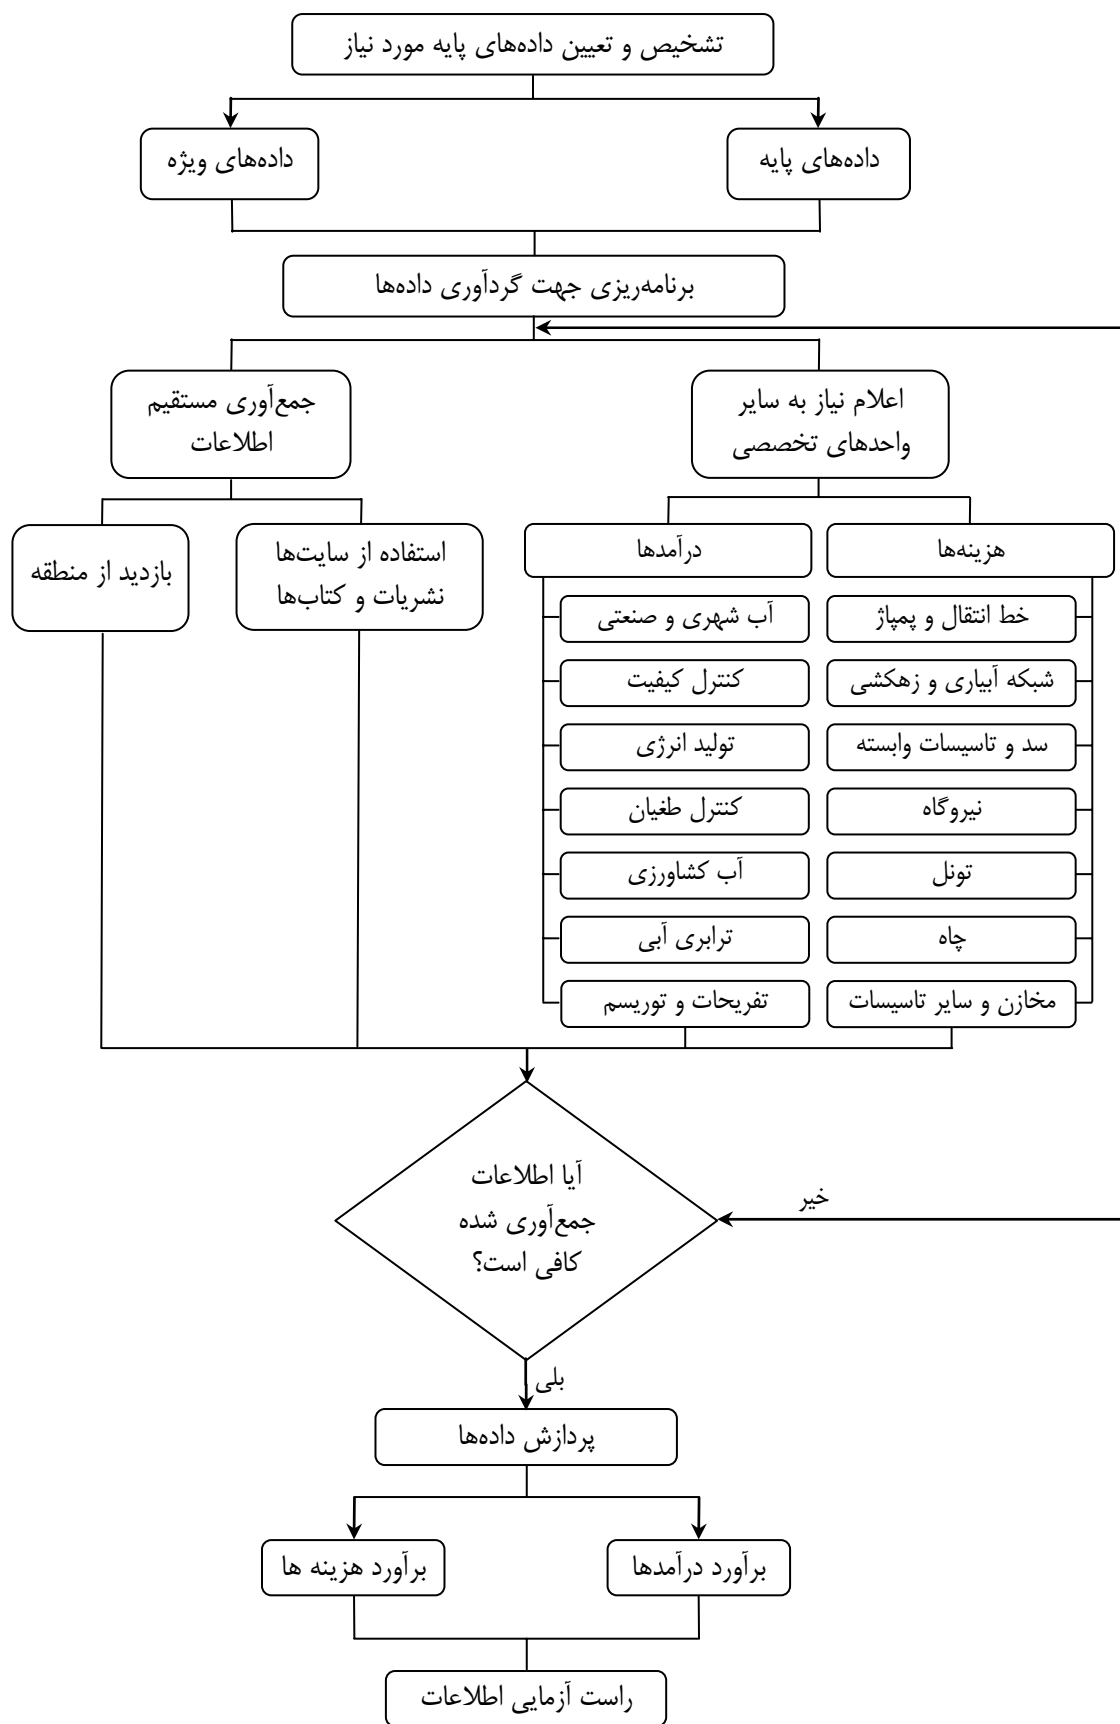 تشخیص و تعیین داده‌های پایه مورد نیاز
داده‌های پایه
داده‌های ویژه
برنامه‌ریزی جهت گردآوری داده‌ها
اعلام نیاز به سایر
واحدهای تخصصی
جمع‌آوری مستقیم
اطلاعات
هزینه‌ها
خط انتقال و پمپاژ
شبکه آبیاری و زهکشی
سد و تاسیسات وابسته
نیروگاه
تونل
چاه
مخازن و سایر تاسیسات
درآمدها
آب شهری و صنعتی
کنترل کیفیت
تولید انرژی
کنترل طغیان
آب کشاورزی
ترابری آبی
تفریحات و توریسم
استفاده از سایت‌ها
نشریات و کتاب‌ها
بازدید از منطقه
آیا اطلاعات
جمع‌آوری شده
کافی است؟
خیر
بلی
پردازش داده‌ها
برآورد درآمدها
برآورد هزینه ها
راست آزمایی اطلاعات